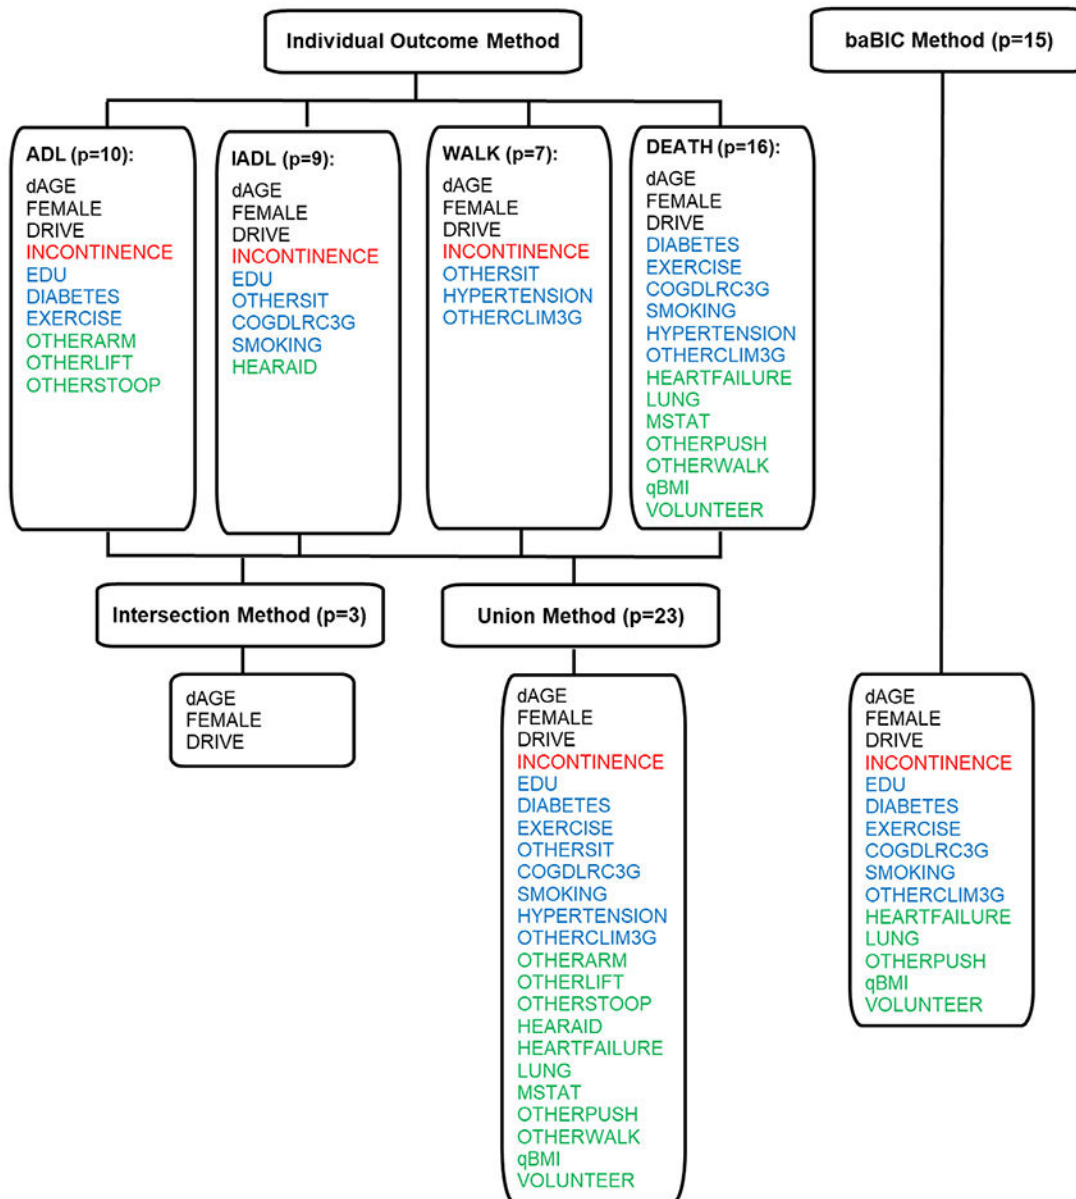 Individual Outcome Method
baBIC Method (p=15)
ADL (p=10):
dAGE
FEMALE
DRIVE
INCONTINENCE
EDU
DIABETES
EXERCISE
OTHERARM
OTHERLIFT
OTHERSTOOP
IADL (p=9):
dAGE
FEMALE
DRIVE
INCONTINENCE
EDU
OTHERSIT
COGDLRC3G
SMOKING
HEARAID
WALK (p=7):
dAGE
FEMALE
DRIVE
INCONTINENCE
OTHERSIT
HYPERTENSION
OTHERCLIM3G
DEATH (p=16):
dAGE
FEMALE
DRIVE
DIABETES
EXERCISE
COGDLRC3G
SMOKING
HYPERTENSION
OTHERCLIM3G
HEARTFAILURE
LUNG
MSTAT
OTHERPUSH
OTHERWALK
qBMI
VOLUNTEER
Intersection Method (p=3)
Union Method (p=23)
dAGE
FEMALE
DRIVE
dAGE
FEMALE
DRIVE
INCONTINENCE
EDU
DIABETES
EXERCISE
OTHERSIT
COGDLRC3G
SMOKING
HYPERTENSION
OTHERCLIM3G
OTHERARM
OTHERLIFT
OTHERSTOOP
HEARAID
HEARTFAILURE
LUNG
MSTAT
OTHERPUSH
OTHERWALK
qBMI
VOLUNTEER
dAGE
FEMALE
DRIVE
INCONTINENCE
EDU
DIABETES
EXERCISE
COGDLRC3G
SMOKING
OTHERCLIM3G
HEARTFAILURE
LUNG
OTHERPUSH
qBMI
VOLUNTEER